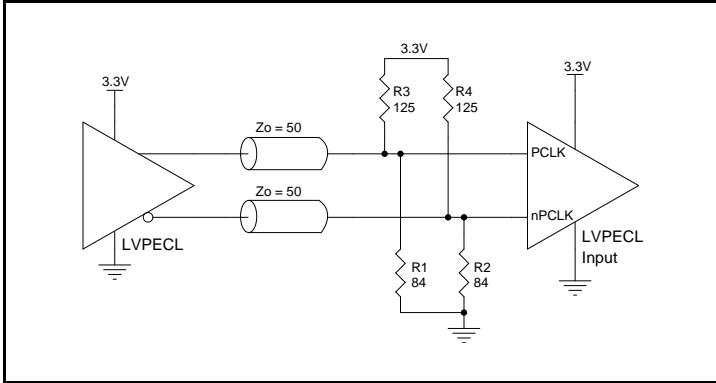 3.3V
3.3V
3.3V
R3
125
R4
125
Zo = 50
Zo = 50
PCLK
nPCLK
LVPECL
LVPECL
Input
R1
84
R2
84